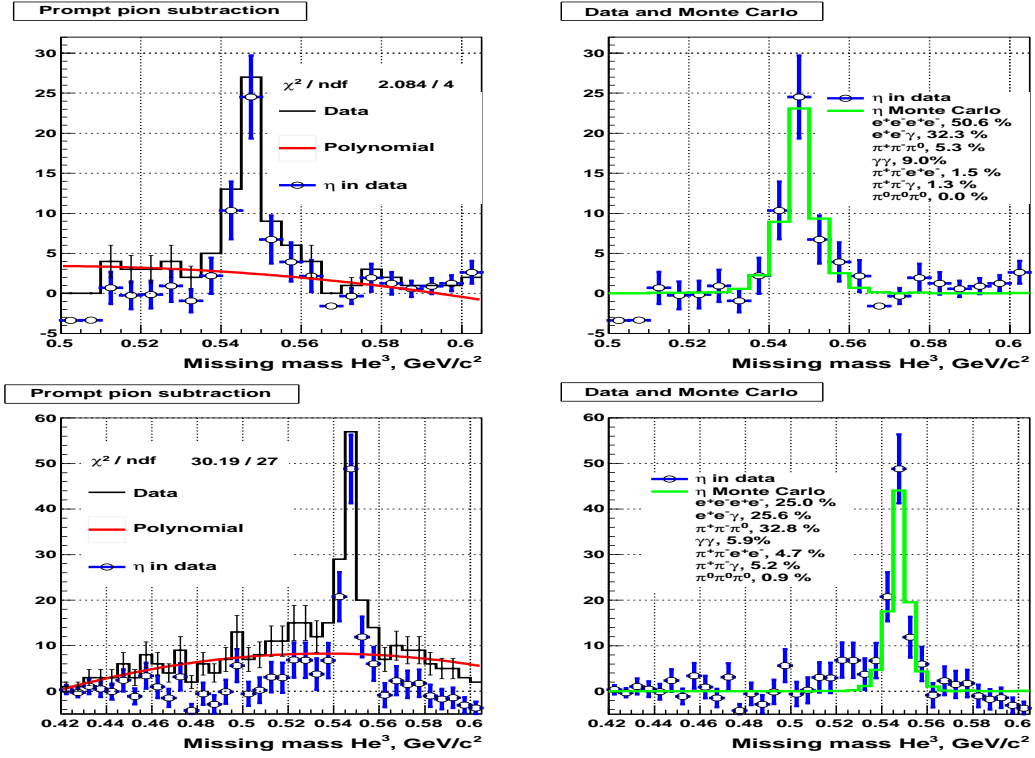 Prompt pion subtraction
30
25
20
15
10
5
0
-5
χ² / ndf 2.084 / 4
Data
Polynomial
η in data
0.5 0.52 0.54 0.56 0.58 0.6
Missing mass He³, GeV/c²
Data and Monte Carlo
30
25
20
15
10
5
0
-5
η in data
η Monte Carlo
e⁺e⁻e⁺e⁻, 50.6 %
e⁺e⁻γ, 32.3 %
π⁺π⁻π⁰, 5.3 %
γγ, 9.0%
π⁺π⁻e⁺e⁻, 1.5 %
π⁺π⁻γ, 1.3 %
π⁰π⁰π⁰, 0.0 %
0.5 0.52 0.54 0.56 0.58 0.6
Missing mass He³, GeV/c²
Prompt pion subtraction
60
50
40
30
20
10
0
χ² / ndf 30.19 / 27
Data
Polynomial
η in data
0.42 0.44 0.46 0.48 0.5 0.52 0.54 0.56 0.58 0.6
Missing mass He³, GeV/c²
Data and Monte Carlo
60
50
40
30
20
10
0
η in data
η Monte Carlo
e⁺e⁻e⁺e⁻, 25.0 %
e⁺e⁻γ, 25.6 %
π⁺π⁻π⁰, 32.8 %
γγ, 5.9%
π⁺π⁻e⁺e⁻, 4.7 %
π⁺π⁻γ, 5.2 %
π⁰π⁰π⁰, 0.9 %
0.42 0.44 0.46 0.48 0.5 0.52 0.54 0.56 0.58 0.6
Missing mass He³, GeV/c²